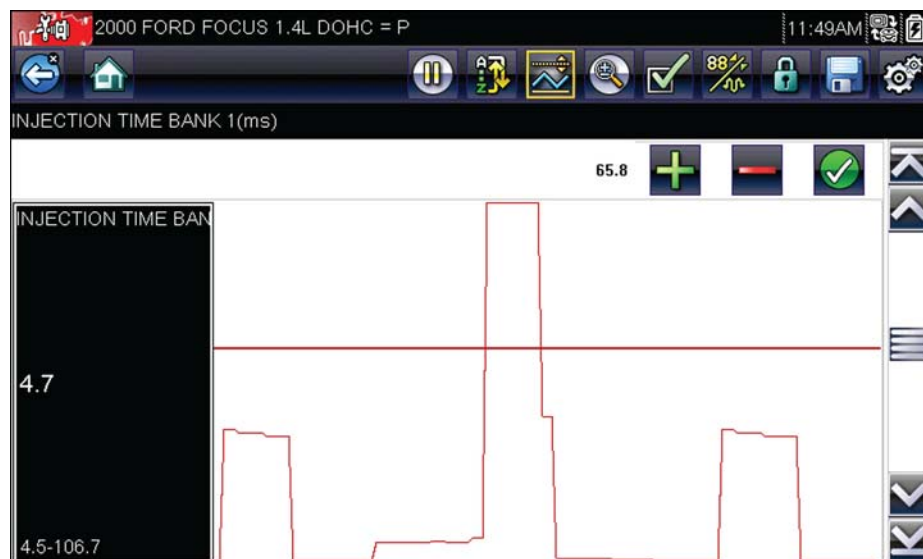 2000 FORD FOCUS 1.4L DOHC = P
11:49AM
A
Z
88
INJECTION TIME BANK 1(ms)
65.8
INJECTION TIME BAN
4.7
4.5-106.7